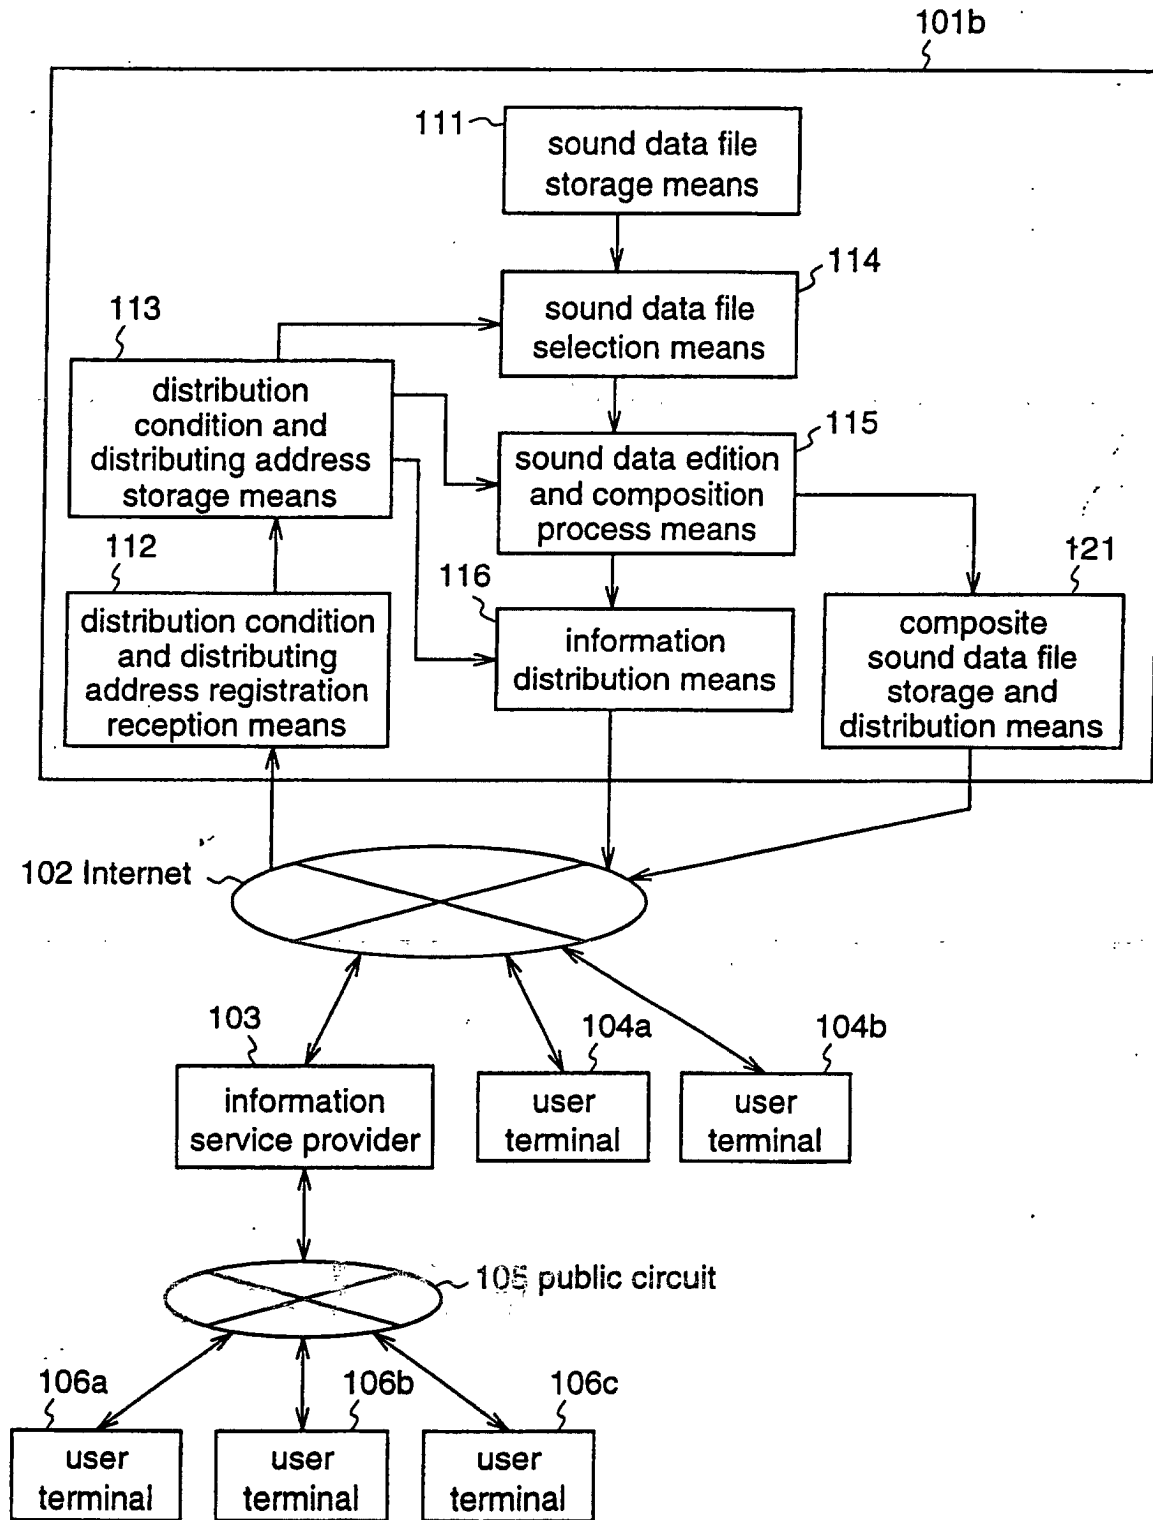 101b
111
sound data file
storage means
114
sound data file
selection means
113
distribution
condition and
distributing address
storage means
115
sound data edition
and composition
process means
112
distribution condition
and distributing
address registration
reception means
116
information
distribution means
121
composite
sound data file
storage and
distribution means
102 Internet
103
information
service provider
104a
user
terminal
104b
user
terminal
105 public circuit
106a
user
terminal
106b
user
terminal
106c
user
terminal